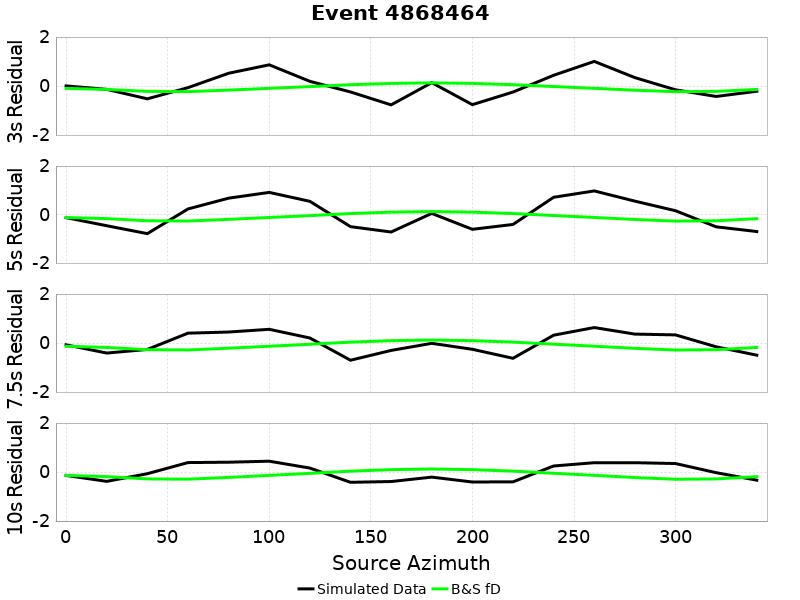 Event 4868464
3s Residual
2
0
-2
5s Residual
2
0
-2
7.5s Residual
2
0
-2
10s Residual
2
0
-2
0 50 100 150 200 250 300
Source Azimuth
Simulated Data B&S fD